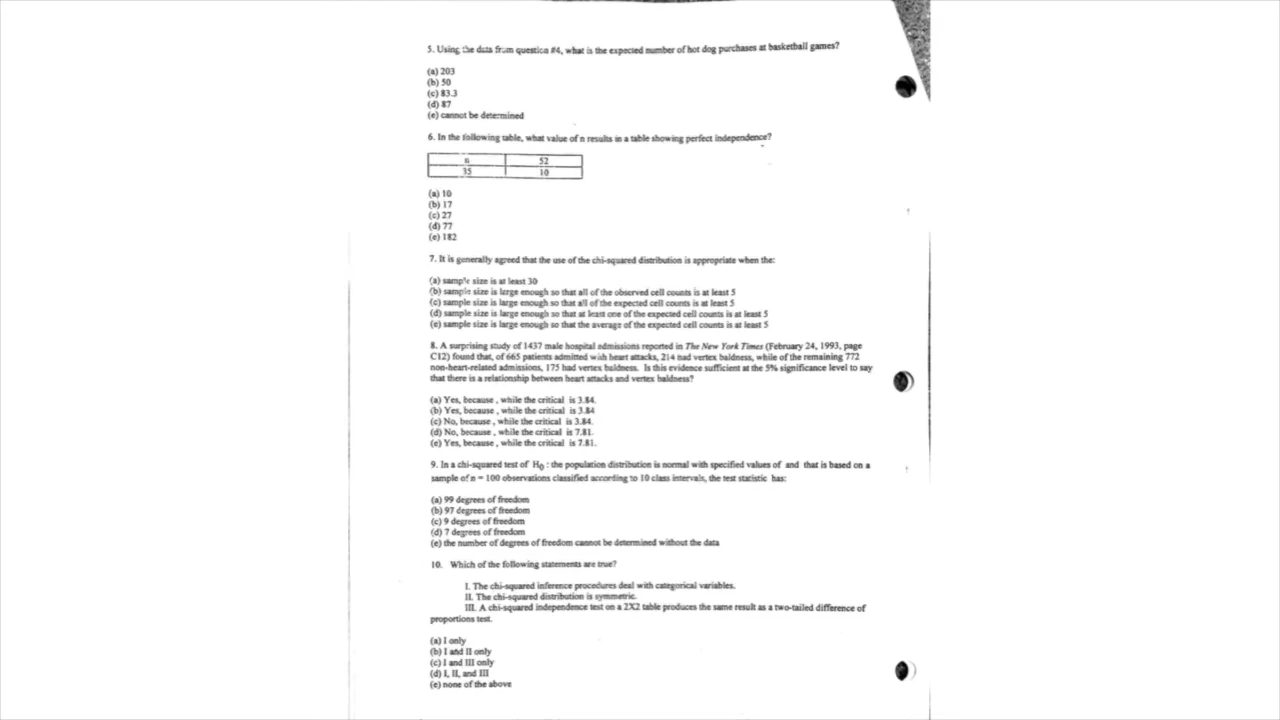 5. Using the data from question #4, what is the expected number of hot dog purchases at basketball games?
(a) 203
(b) 50
(c) 83.3
(d) 87
(e) cannot be determined
6. In the following table, what value of n results in a table showing perfect independence?
n 52
35 10
(a) 10
(b) 17
(c) 27
(d) 77
(e) 182
7. It is generally agreed that the use of the chi-squared distribution is appropriate when the:
(a) sample size is at least 30
(b) sample size is large enough so that all of the observed cell counts is at least 5
(c) sample size is large enough so that all of the expected cell counts is at least 5
(d) sample size is large enough so that at least one of the expected cell counts is at least 5
(e) sample size is large enough so that the average of the expected cell counts is at least 5
8. A surprising study of 1437 male hospital admissions reported in The New York Times (February 24, 1993, page
C12) found that, of 665 patients admitted with heart attacks, 214 had vertex baldness, while of the remaining 772
non-heart-related admissions, 175 had vertex baldness. Is this evidence sufficient at the 5% significance level to say
that there is a relationship between heart attacks and vertex baldness?
(a) Yes, because , while the critical is 3.84.
(b) Yes, because , while the critical is 3.84
(c) No, because , while the critical is 3.84.
(d) No, because , while the critical is 7.81.
(e) Yes, because , while the critical is 7.81.
9. In a chi-squared test of H0 : the population distribution is normal with specified values of and that is based on a
sample of n = 100 observations classified according to 10 class intervals, the test statistic has:
(a) 99 degrees of freedom
(b) 97 degrees of freedom
(c) 9 degrees of freedom
(d) 7 degrees of freedom
(e) the number of degrees of freedom cannot be determined without the data
10. Which of the following statements are true?
I. The chi-squared inference procedures deal with categorical variables.
II. The chi-squared distribution is symmetric.
III. A chi-squared independence test on a 2X2 table produces the same result as a two-tailed difference of
proportions test.
(a) I only
(b) I and II only
(c) I and III only
(d) I, II, and III
(e) none of the above